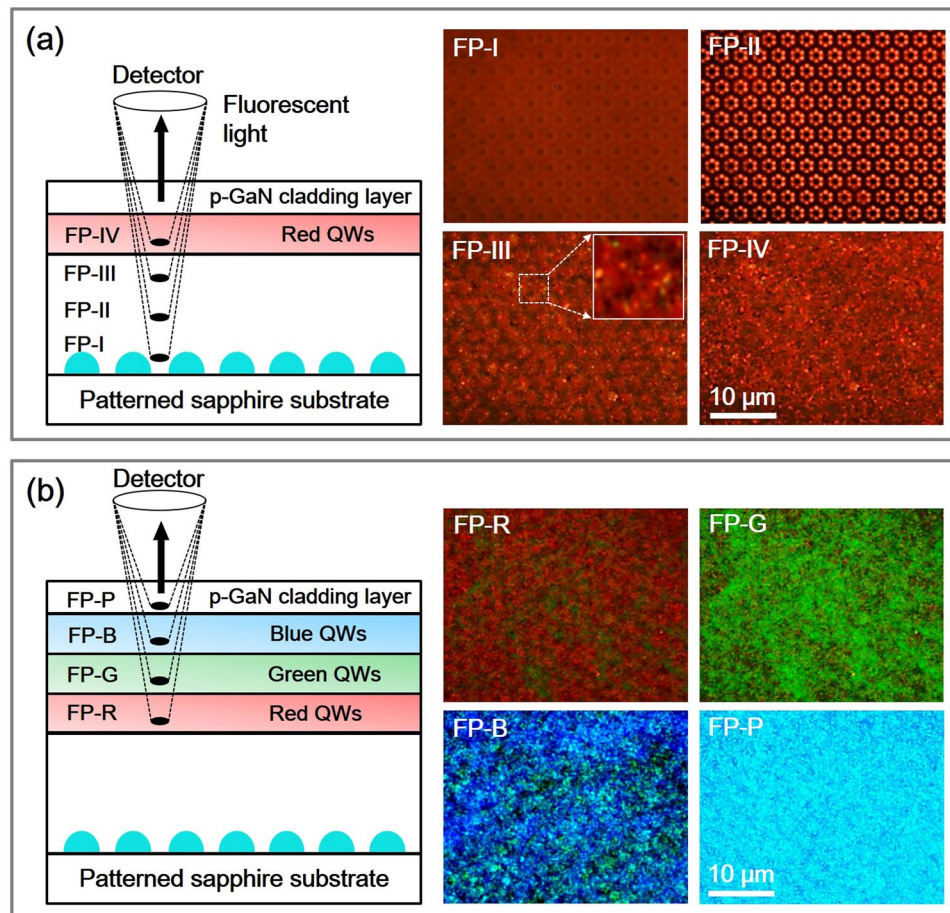 (a)
Detector
Fluorescent
light
p-GaN cladding layer
FP-IV
Red QWs
FP-III
FP-II
FP-I
Patterned sapphire substrate
FP-I
FP-II
FP-III
FP-IV
10 μm
(b)
Detector
FP-P
p-GaN cladding layer
FP-B
Blue QWs
FP-G
Green QWs
FP-R
Red QWs
Patterned sapphire substrate
FP-R
FP-G
FP-B
FP-P
10 μm